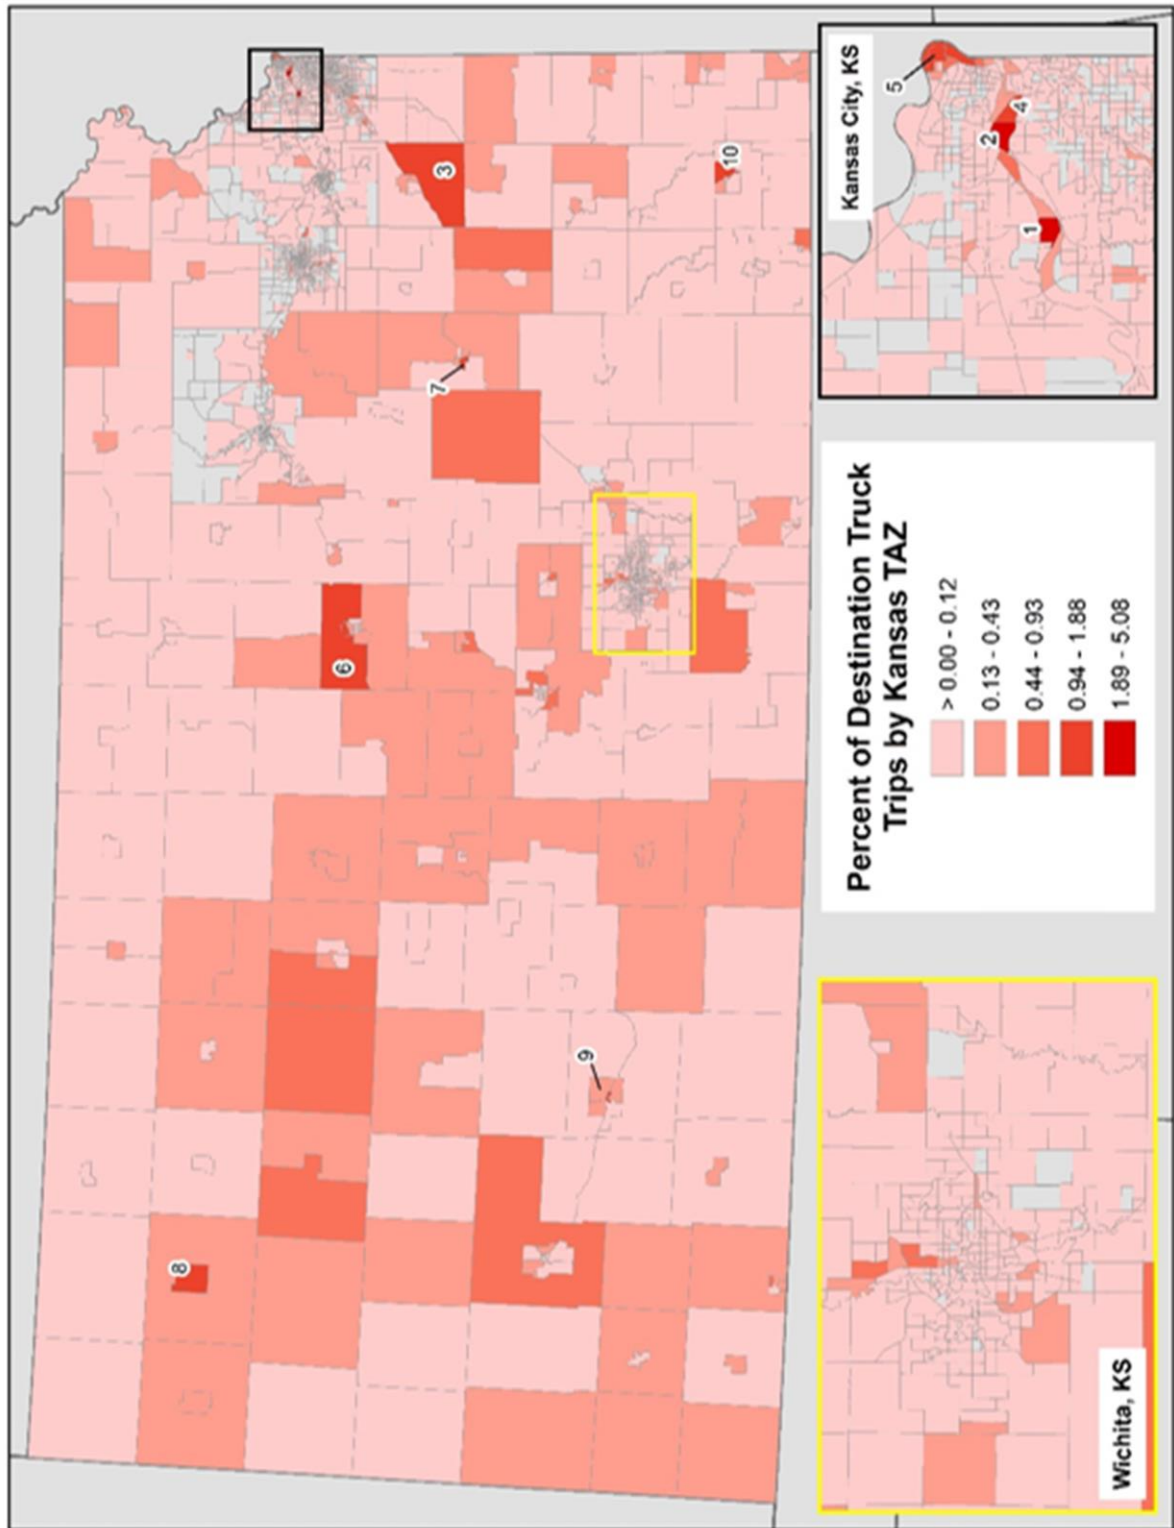 8
9
6
7
3
10
Wichita, KS
Percent of Destination Truck
Trips by Kansas TAZ
> 0.00 - 0.12
0.13 - 0.43
0.44 - 0.93
0.94 - 1.88
1.89 - 5.08
Kansas City, KS
5
1
2
4